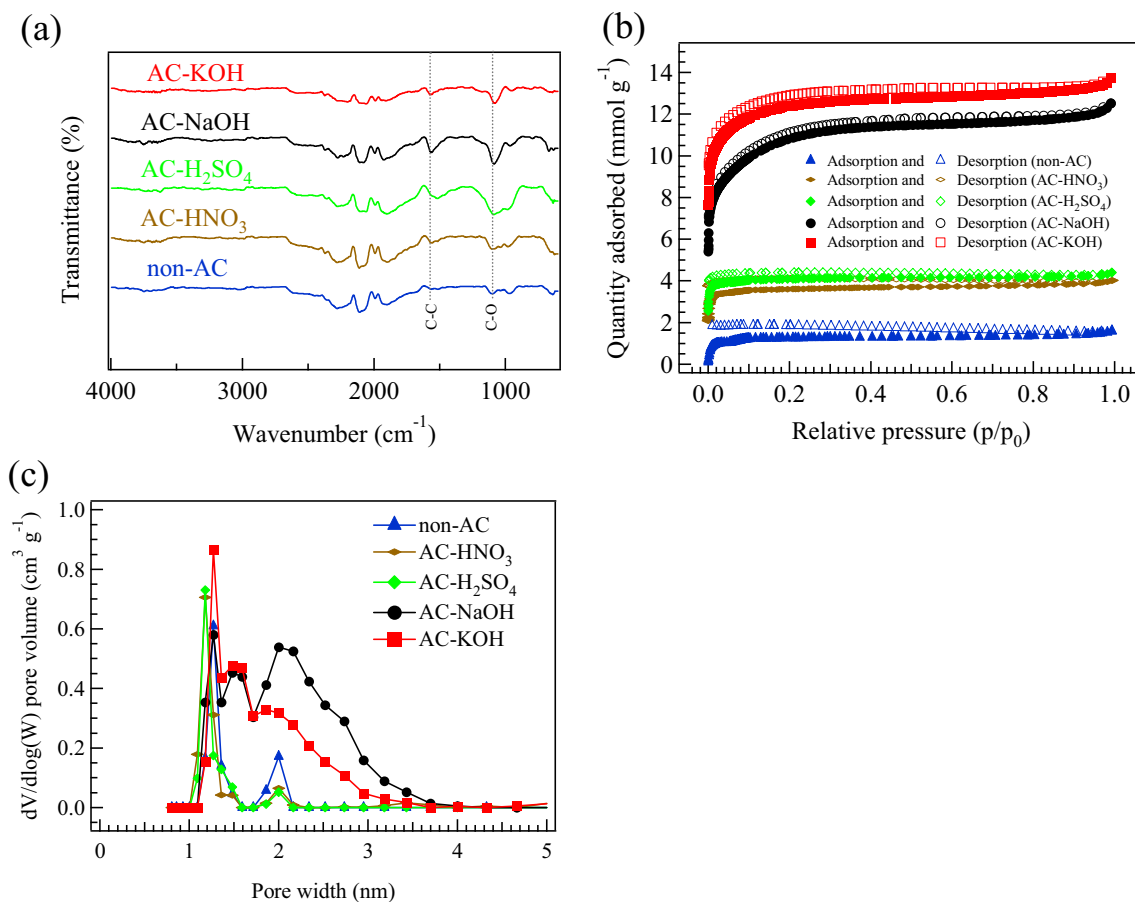 (a)
AC-KOH
AC-NaOH
AC-H₂SO₄
AC-HNO₃
non-AC
C-C
C-O
Transmittance (%)
4000 3000 2000 1000
Wavenumber (cm⁻¹)
(b)
14
12
10
8
6
4
2
0
Quantity adsorbed (mmol g⁻¹)
Adsorption and Desorption (non-AC)
Adsorption and Desorption (AC-HNO₃)
Adsorption and Desorption (AC-H₂SO₄)
Adsorption and Desorption (AC-NaOH)
Adsorption and Desorption (AC-KOH)
0.0 0.2 0.4 0.6 0.8 1.0
Relative pressure (p/p₀)
(c)
1.0
0.8
0.6
0.4
0.2
0.0
dV/dlog(W) pore volume (cm³ g⁻¹)
non-AC
AC-HNO₃
AC-H₂SO₄
AC-NaOH
AC-KOH
0 1 2 3 4 5
Pore width (nm)